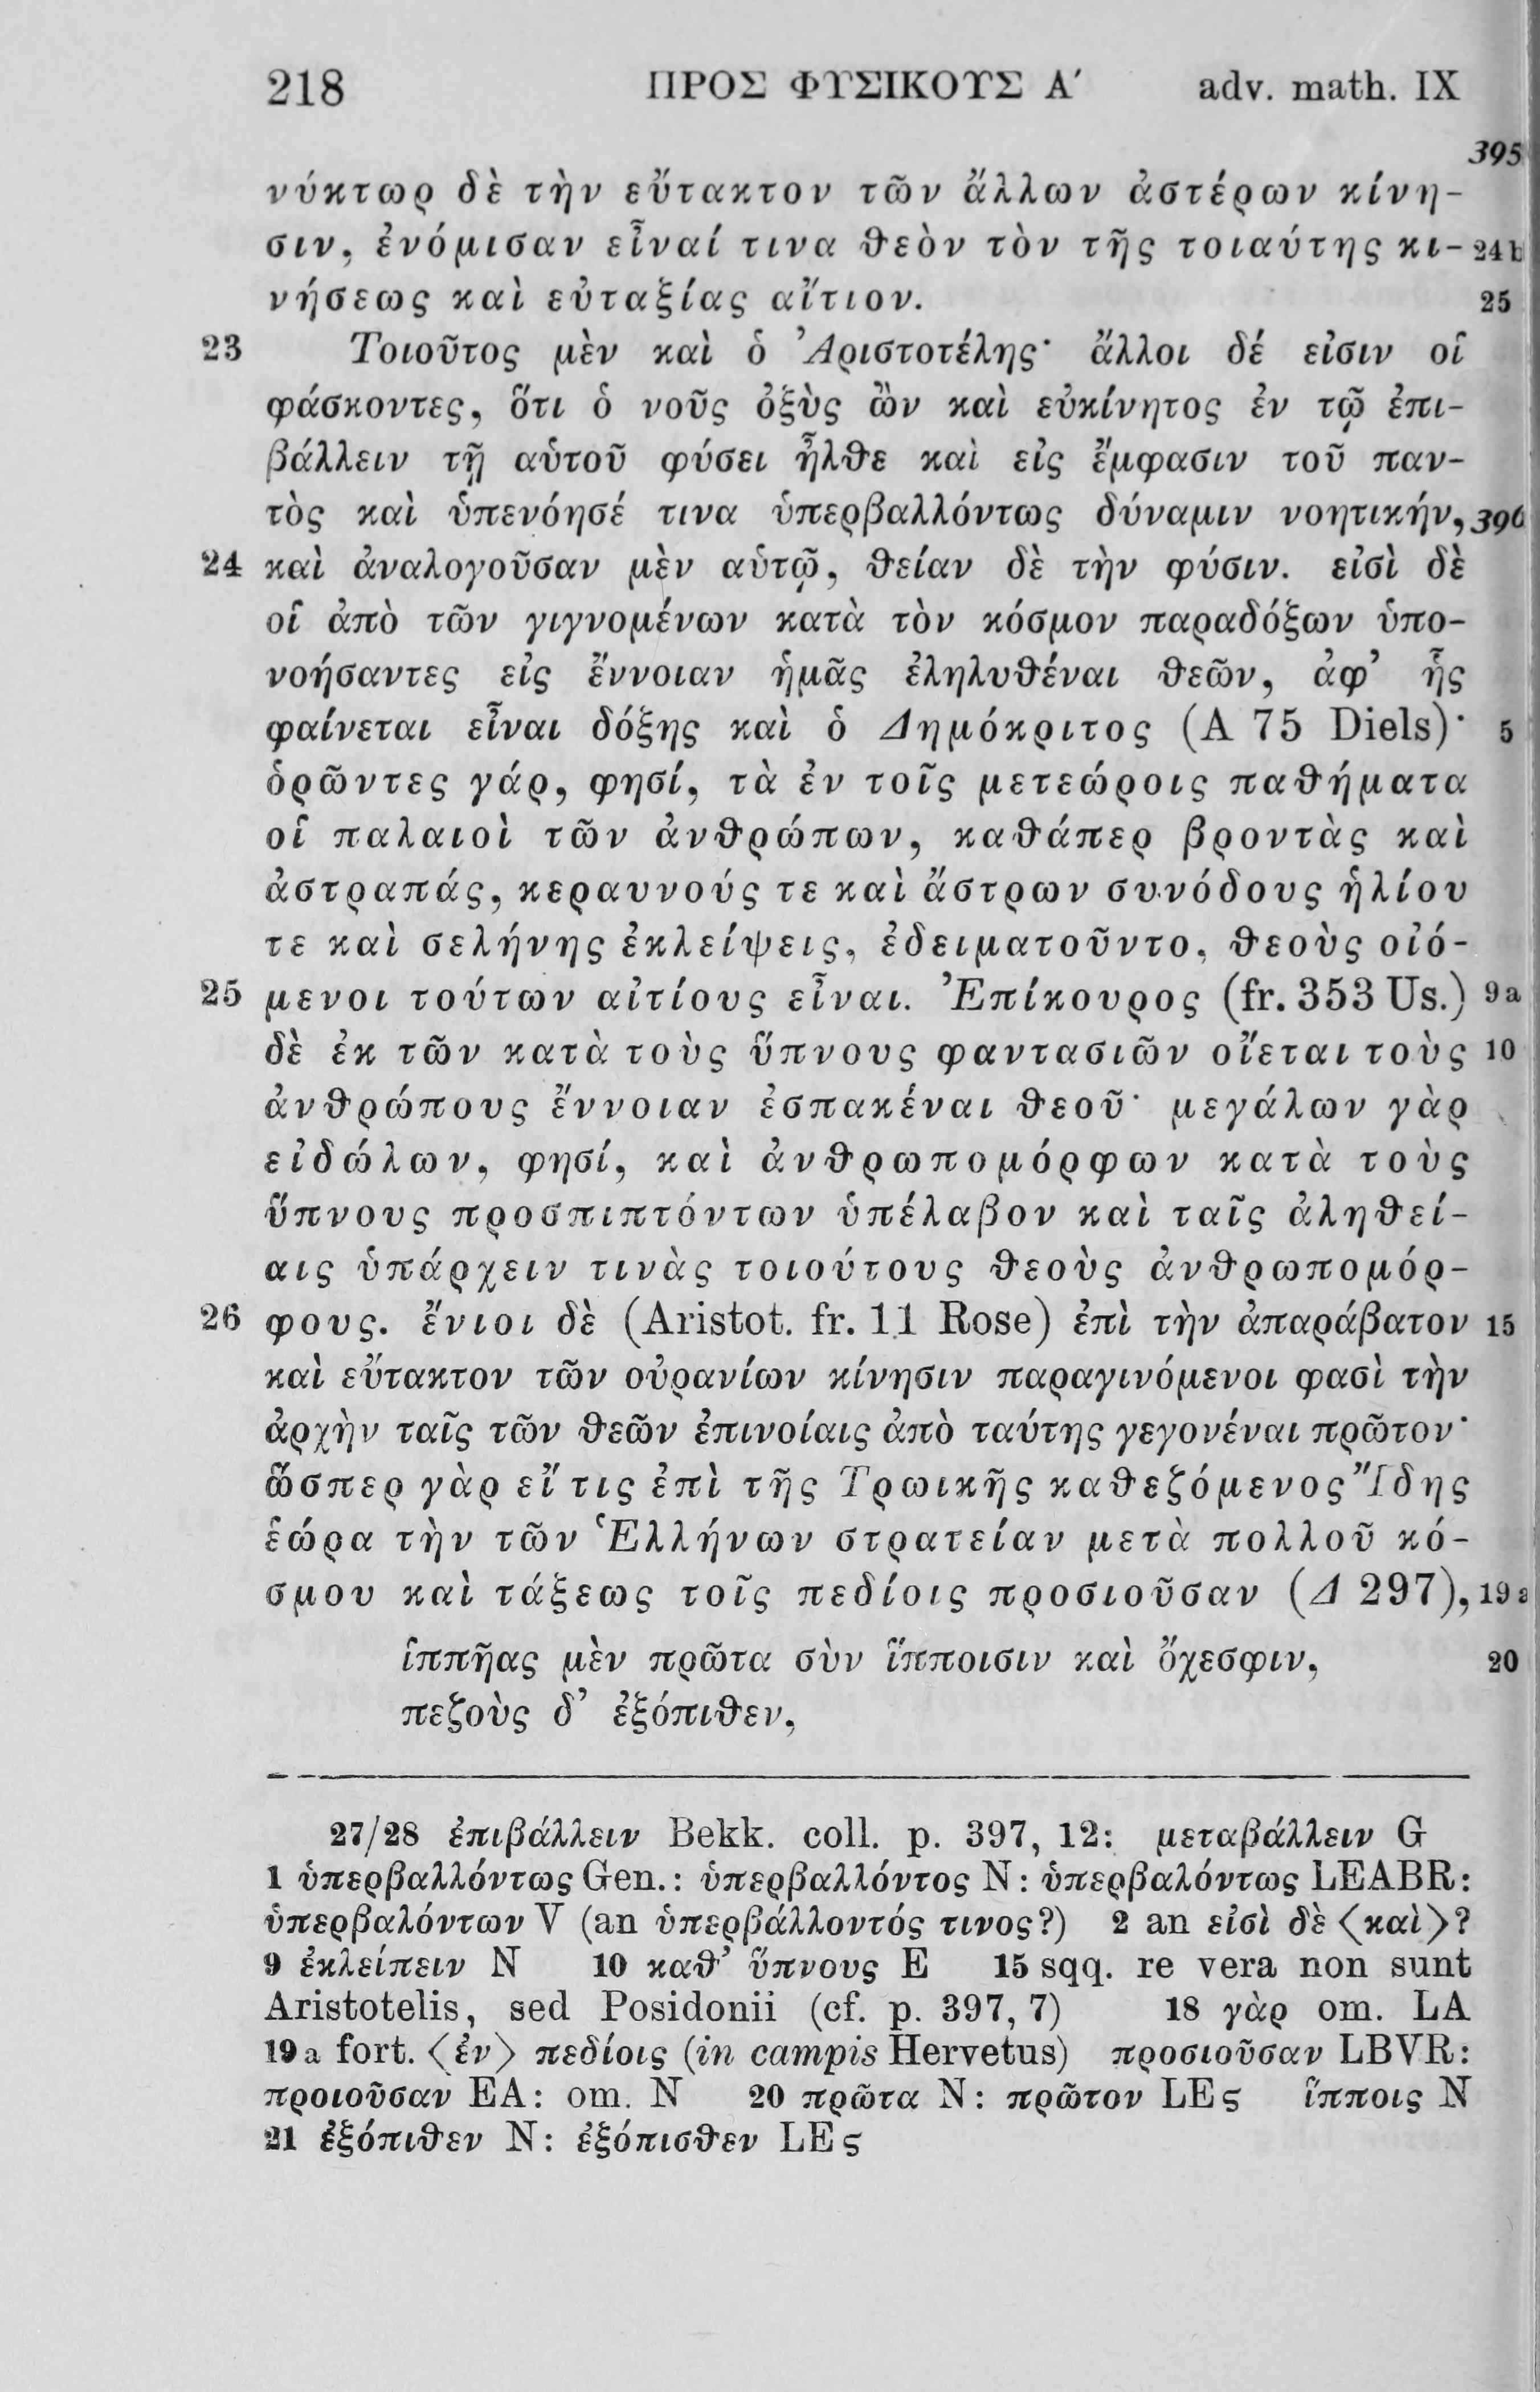 218 ΠΡΟΣ ΦΥΣΙΚΟΥΣ Α′ adv. math. IX
395
νύκτωρ δὲ τὴν εὔτακτον τῶν ἄλλων ἀστέρων κίνη-
σιν, ἐνόμισαν εἶναί τινα θεὸν τὸν τῆς τοιαύτης κι- 24b
νήσεως καὶ εὐταξίας αἴτιον. 25
23 Τοιοῦτος μὲν καὶ ὁ Ἀριστοτέλης· ἄλλοι δέ εἰσιν οἱ
φάσκοντες, ὅτι ὁ νοῦς ὀξὺς ὢν καὶ εὐκίνητος ἐν τῷ ἐπι-
βάλλειν τῇ αὑτοῦ φύσει ἦλθε καὶ εἰς ἔμφασιν τοῦ παν-
τὸς καὶ ὑπενόησέ τινα ὑπερβαλλόντως δύναμιν νοητικήν, 396
24 καὶ ἀναλογοῦσαν μὲν αὑτῷ, θείαν δὲ τὴν φύσιν. εἰσὶ δὲ
οἱ ἀπὸ τῶν γιγνομένων κατὰ τὸν κόσμον παραδόξων ὑπο-
νοήσαντες εἰς ἔννοιαν ἡμᾶς ἐληλυθέναι θεῶν, ἀφ’ ἧς
φαίνεται εἶναι δόξης καὶ ὁ Δημόκριτος (A 75 Diels)· 5
ὁρῶντες γάρ, φησί, τὰ ἐν τοῖς μετεώροις παθήματα
οἱ παλαιοὶ τῶν ἀνθρώπων, καθάπερ βροντὰς καὶ
ἀστραπάς, κεραυνούς τε καὶ ἄστρων συνόδους ἡλίου
τε καὶ σελήνης ἐκλείψεις, ἐδειματοῦντο, θεοὺς οἰό-
25 μενοι τούτων αἰτίους εἶναι. Ἐπίκουρος (fr. 353 Us.) 9a
δὲ ἐκ τῶν κατὰ τοὺς ὕπνους φαντασιῶν οἴεται τοὺς 10
ἀνθρώπους ἔννοιαν ἐσπακέναι θεοῦ· μεγάλων γὰρ
εἰδώλων, φησί, καὶ ἀνθρωπομόρφων κατὰ τοὺς
ὕπνους προσπιπτόντων ὑπέλαβον καὶ ταῖς ἀληθεί-
αις ὑπάρχειν τινὰς τοιούτους θεοὺς ἀνθρωπομόρ-
26 φους. ἔνιοι δὲ (Aristot. fr. 11 Rose) ἐπὶ τὴν ἀπαράβατον 15
καὶ εὔτακτον τῶν οὐρανίων κίνησιν παραγινόμενοι φασὶ τὴν
ἀρχὴν ταῖς τῶν θεῶν ἐπινοίαις ἀπὸ ταύτης γεγονέναι πρῶτον·
ὥσπερ γὰρ εἴ τις ἐπὶ τῆς Τρωικῆς καθεζόμενος Ἴδης
ἑώρα τὴν τῶν Ἑλλήνων στρατείαν μετὰ πολλοῦ κό-
σμου καὶ τάξεως τοῖς πεδίοις προσιοῦσαν (Δ 297), 19a
ἱππῆας μὲν πρῶτα σὺν ἵπποισιν καὶ ὄχεσφιν, 20
πεζοὺς δ’ ἐξόπιθεν,
27/28 ἐπιβάλλειν Bekk. coll. p. 397, 12: μεταβάλλειν G
1 ὑπερβαλλόντως Gen.: ὑπερβαλλόντος N: ὑπερβαλόντως LEABR:
ὑπερβαλόντων V (an ὑπερβάλλοντός τινος?) 2 an εἰσὶ δὲ ⟨καὶ⟩?
9 ἐκλείπειν N 10 καθ’ ὕπνους E 15 sqq. re vera non sunt
Aristotelis, sed Posidonii (cf. p. 397, 7) 18 γὰρ om. LA
19a fort. ⟨ἐν⟩ πεδίοις (in campis Hervetus) προσιοῦσαν LBVR:
προιοῦσαν EA: om. N 20 πρῶτα N: πρῶτον LEς ἵπποις N
21 ἐξόπιθεν N: ἐξόπισθεν LEς